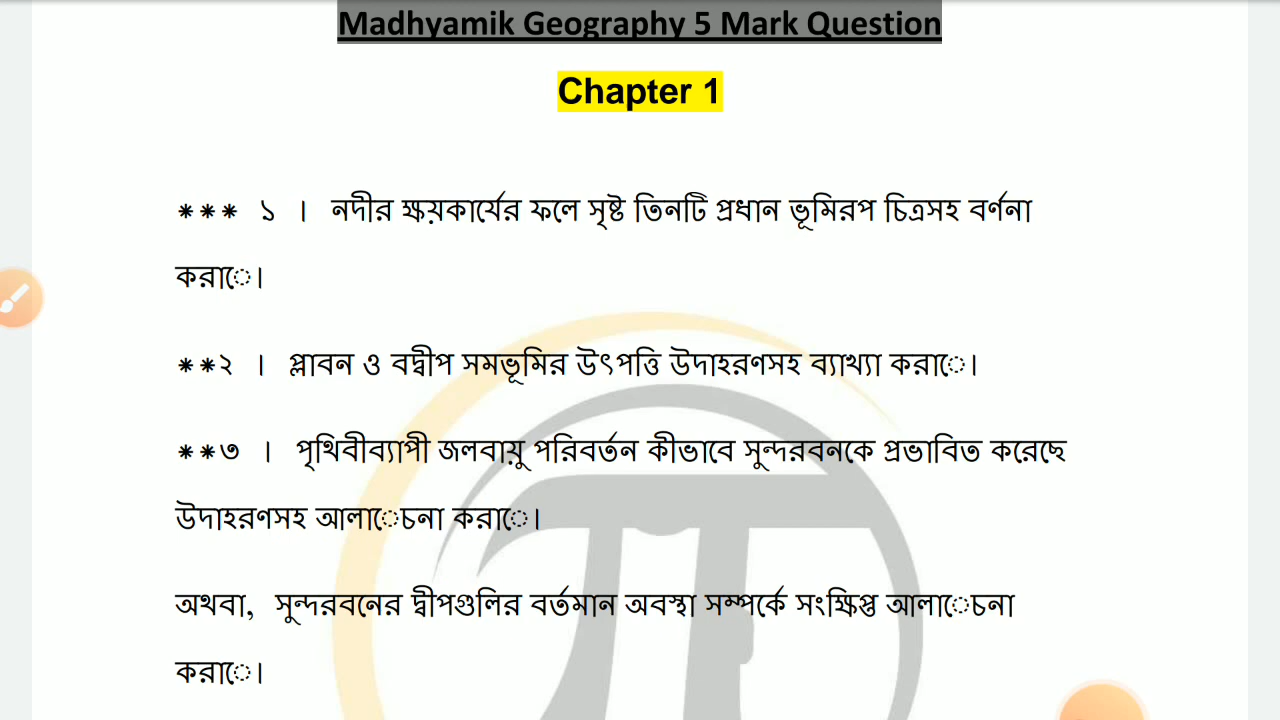 Madhyamik Geography 5 Mark Question
Chapter 1
*** ১ । নদীর ক্ষয়কার্যের ফলে সৃষ্ট তিনটি প্রধান ভূমিরপ চিত্রসহ বর্ণনা
করাে।
**২ । প্লাবন ও বদ্বীপ সমভূমির উৎপত্তি উদাহরণসহ ব্যাখ্যা করাে।
**৩ । পৃথিবীব্যাপী জলবায়ু পরিবর্তন কীভাবে সুন্দরবনকে প্রভাবিত করেছে
উদাহরণসহ আলােচনা করাে।
অথবা, সুন্দরবনের দ্বীপগুলির বর্তমান অবস্থা সম্পর্কে সংক্ষিপ্ত আলােচনা
করাে।